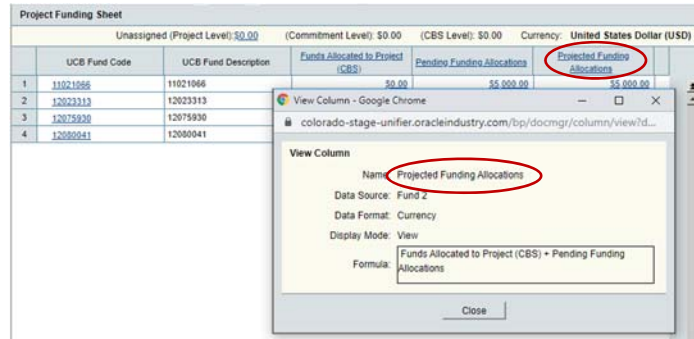 Project Funding Sheet
Unassigned (Project Level):$0.00 (Commitment Level): $0.00 (CBS Level): $0.00 Currency: United States Dollar (USD)
UCB Fund Code UCB Fund Description Funds Allocated to Project (CBS) Pending Funding Allocations Projected Funding Allocations
1 11021066 11021066 $0.00 $5,000.00 $5,000.00
2 12023313 12023313
3 12075930 12075930
4 12080041 12080041
View Column - Google Chrome
colorado-stage-unifier.oracleindustry.com/bp/docmgr/column/view?d...
View Column
Name: Projected Funding Allocations
Data Source: Fund 2
Data Format: Currency
Display Mode: View
Formula: Funds Allocated to Project (CBS) + Pending Funding
Allocations
Close